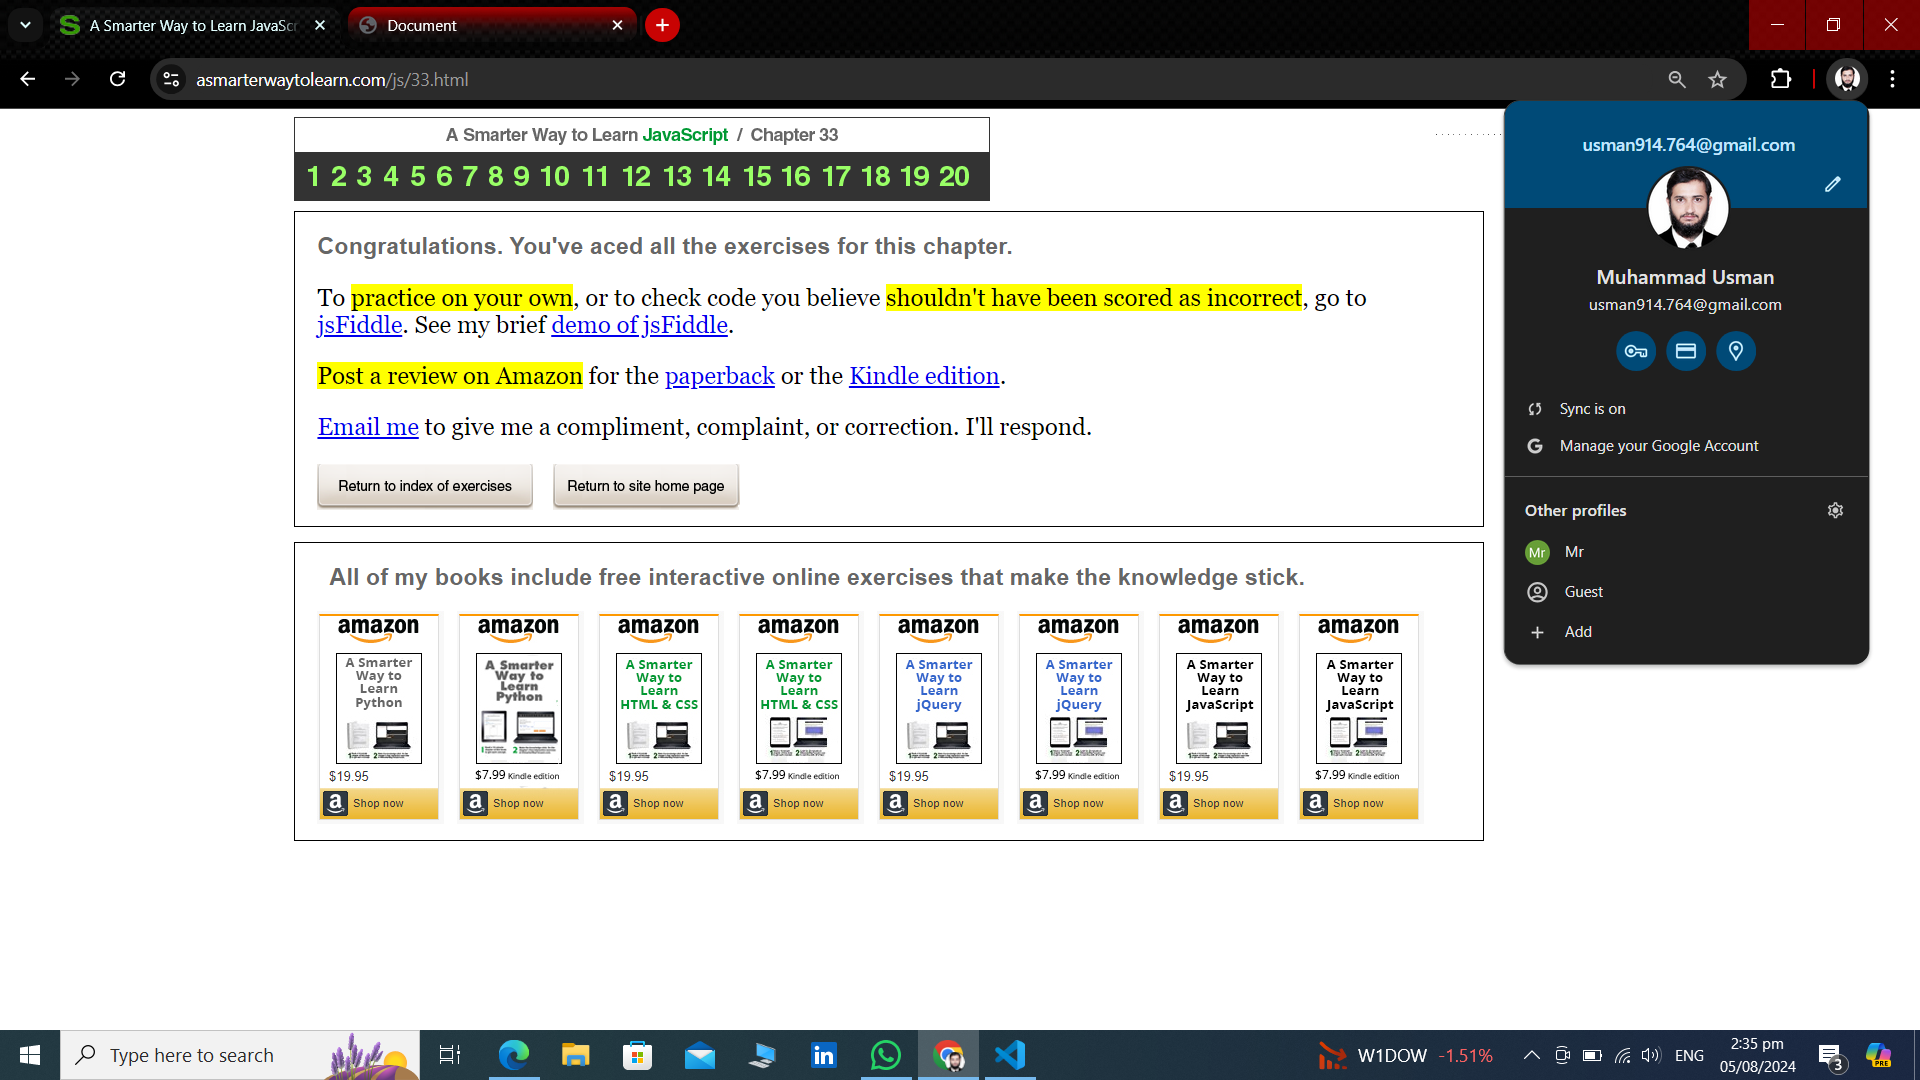 A Smarter Way to Learn JavaScr
Document
asmarterwaytolearn.com/js/33.html
A Smarter Way to Learn JavaScript / Chapter 33
1 2 3 4 5 6 7 8 9 10 11 12 13 14 15 16 17 18 19 20
Congratulations. You've aced all the exercises for this chapter.
To practice on your own, or to check code you believe shouldn't have been scored as incorrect, go to
jsFiddle. See my brief demo of jsFiddle.
Post a review on Amazon for the paperback or the Kindle edition.
Email me to give me a compliment, complaint, or correction. I'll respond.
Return to index of exercises
Return to site home page
usman914.764@gmail.com
Muhammad Usman
usman914.764@gmail.com
Sync is on
G Manage your Google Account
Other profiles
Mr Mr
Guest
Add
All of my books include free interactive online exercises that make the knowledge stick.
amazon amazon amazon amazon amazon amazon amazon amazon
A Smarter A Smarter A Smarter A Smarter A Smarter A Smarter A Smarter A Smarter
Way to Way to Way to Way to Way to Way to Way to Way to
Learn Learn Learn Learn Learn Learn Learn Learn
Python Python HTML & CSS HTML & CSS jQuery jQuery JavaScript JavaScript
$19.95 $7.99 Kindle edition $19.95 $7.99 Kindle edition $19.95 $7.99 Kindle edition $19.95 $7.99 Kindle edition
a Shop now a Shop now a Shop now a Shop now a Shop now a Shop now a Shop now a Shop now
Type here to search
in
W1DOW -1.51%
ENG
2:35 pm
05/08/2024
3
PRE